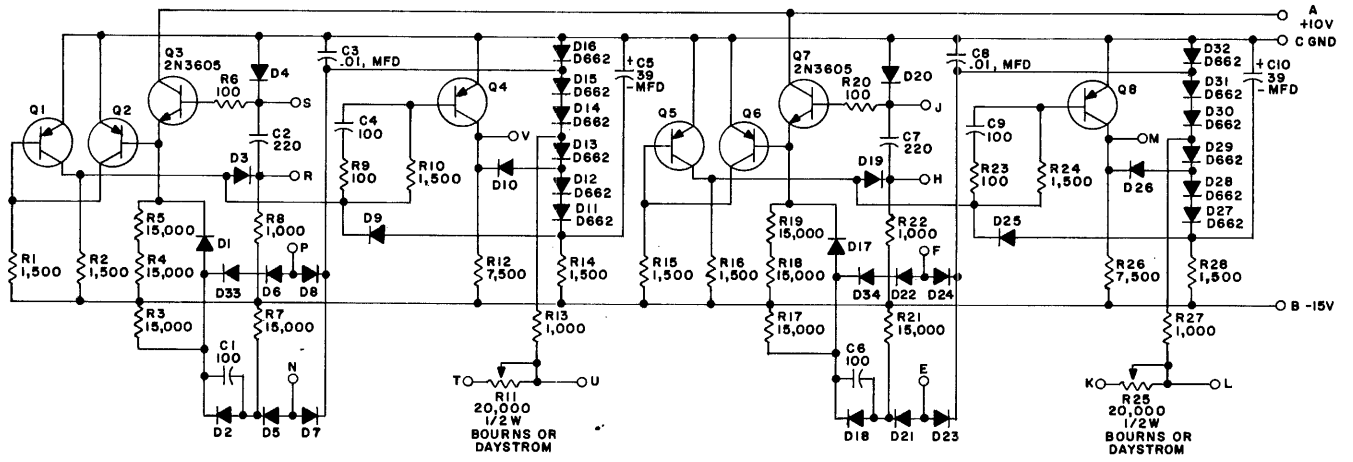 A
+10V
C GND
Q3
2N3605
R6
100
D4
S
C3
.01, MFD
D16
D662
+ C5
39
-MFD
D15
D662
D14
D662
D13
D662
D12
D662
D11
D662
Q1
Q2
Q4
C4
100
C2
220
V
D3
R
R9
100
R10
1,500
D10
D9
R5
15,000
R8
1,000
D1
P
R1
1,500
R2
1,500
R4
15,000
D33
D6
D8
R12
7,500
R14
1,500
R3
15,000
R7
15,000
R13
1,000
C1
100
N
T
U
R11
20,000
1/2W
BOURNS OR
DAYSTROM
D2
D5
D7
Q7
2N3605
R20
100
D20
J
C8
.01, MFD
D32
D662
+ C10
39
-MFD
D31
D662
D30
D662
D29
D662
D28
D662
D27
D662
Q5
Q6
Q8
C9
100
C7
220
M
D19
H
R23
100
R24
1,500
D26
D25
R19
15,000
R22
1,000
D17
F
R15
1,500
R16
1,500
R18
15,000
D34
D22
D24
R26
7,500
R28
1,500
B -15V
R17
15,000
R21
15,000
R27
1,000
C6
100
E
K
L
R25
20,000
1/2W
BOURNS OR
DAYSTROM
D18
D21
D23